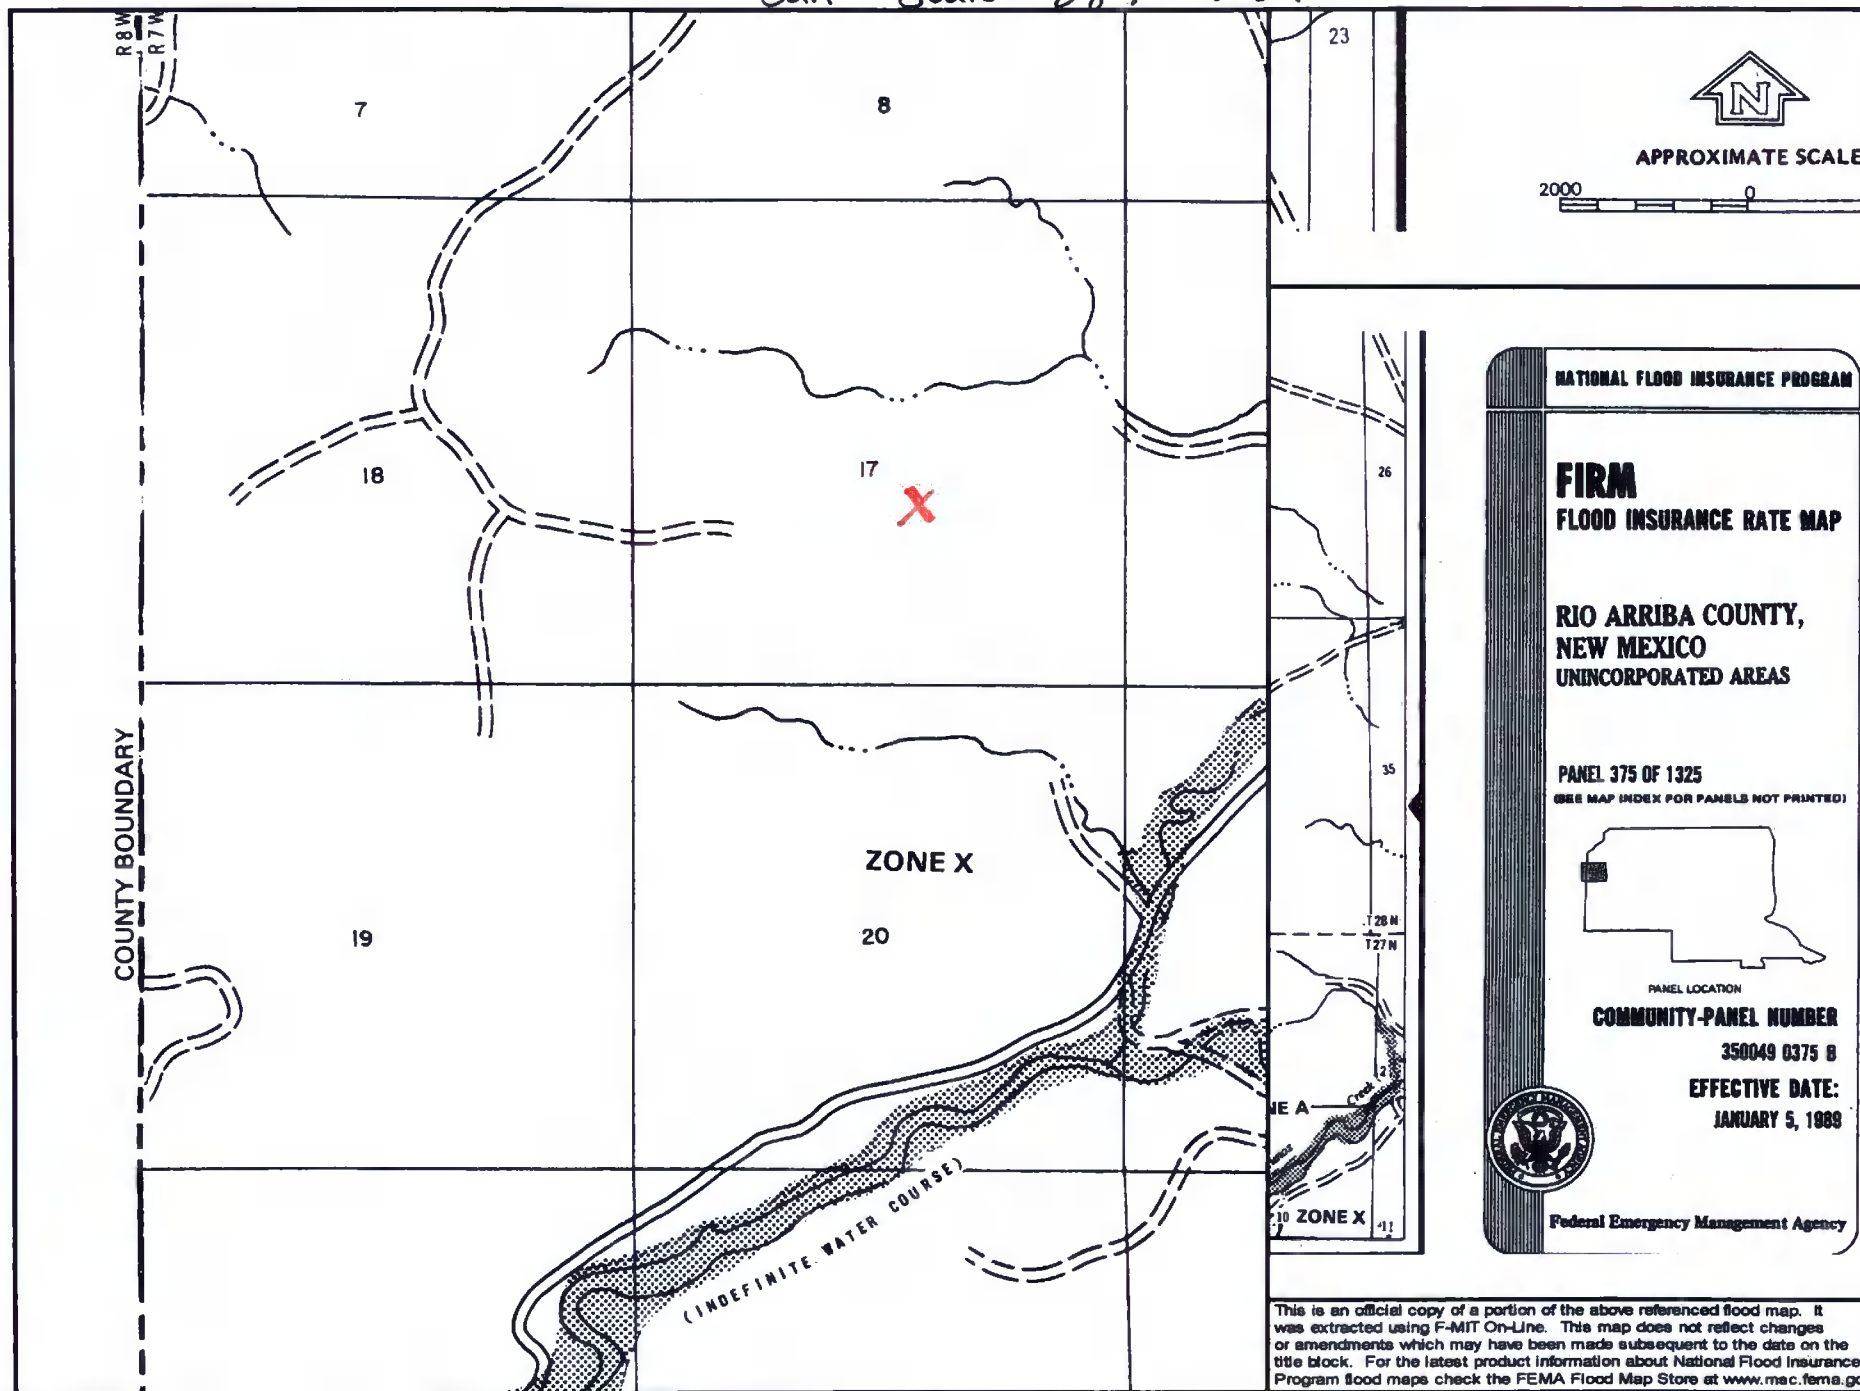 R8W
R7W
7
8
18
17
X
COUNTY BOUNDARY
ZONE X
19
20
(INDEFINITE WATER COURSE)
23
26
35
T28N
T27N
2
NE A
Creek
10 ZONE X 11
N
APPROXIMATE SCALE
2000 0
NATIONAL FLOOD INSURANCE PROGRAM
FIRM
FLOOD INSURANCE RATE MAP
RIO ARRIBA COUNTY,
NEW MEXICO
UNINCORPORATED AREAS
PANEL 375 OF 1325
(SEE MAP INDEX FOR PANELS NOT PRINTED)
PANEL LOCATION
COMMUNITY-PANEL NUMBER
350049 0375 B
EFFECTIVE DATE:
JANUARY 5, 1989
Federal Emergency Management Agency
This is an official copy of a portion of the above referenced flood map. It
was extracted using F-MIT On-Line. This map does not reflect changes
or amendments which may have been made subsequent to the date on the
title block. For the latest product information about National Flood Insurance
Program flood maps check the FEMA Flood Map Store at www.msc.fema.go